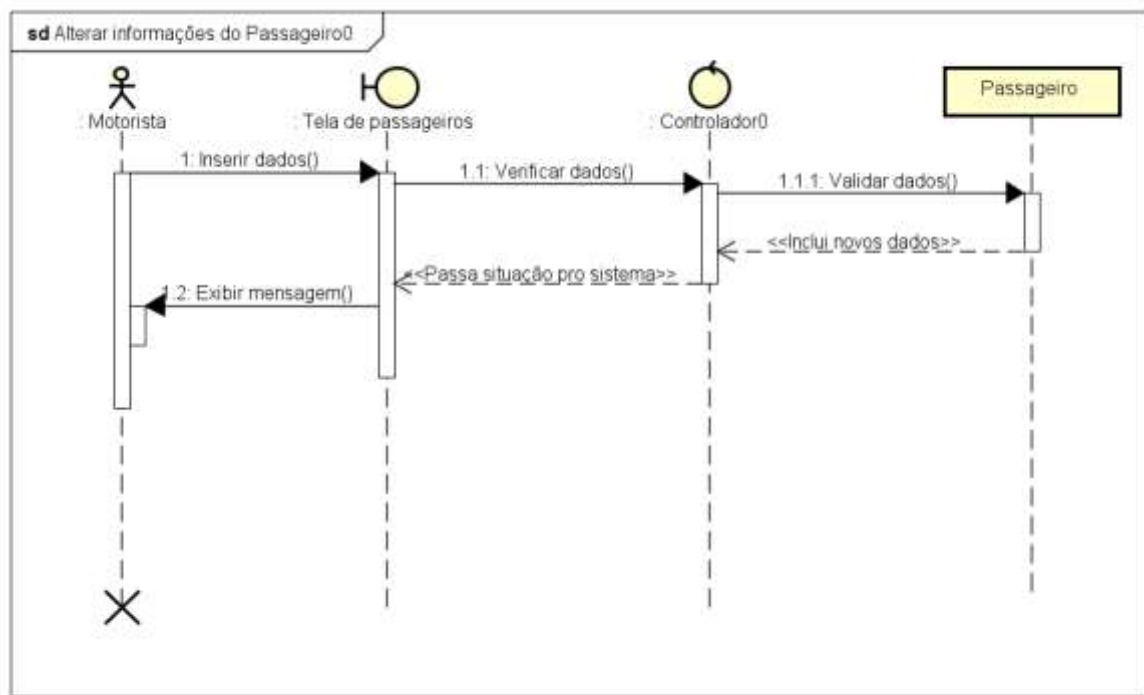 sd Alterar informações do Passageiro0
: Motorista
: Tela de passageiros
: Controlador0
Passageiro
1: Inserir dados()
1.1: Verificar dados()
1.1.1: Validar dados()
<<Inclui novos dados>>
<<Passa situação pro sistema>>
1.2: Exibir mensagem()